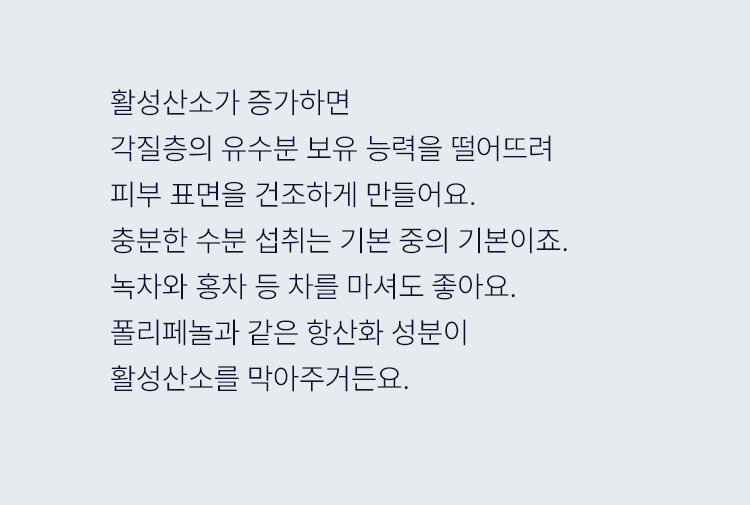 활성산소가 증가하면
각질층의 유수분 보유 능력을 떨어뜨려
피부 표면을 건조하게 만들어요.
충분한 수분 섭취는 기본 중의 기본이죠.
녹차와 홍차 등 차를 마셔도 좋아요.
폴리페놀과 같은 항산화 성분이
활성산소를 막아주거든요.